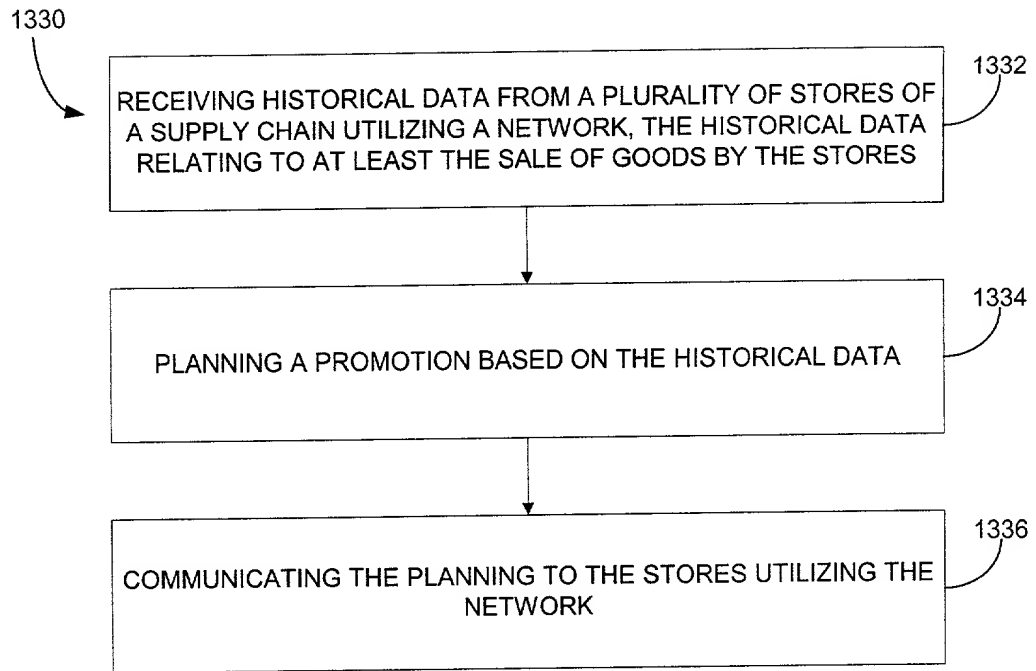 1330
1332
RECEIVING HISTORICAL DATA FROM A PLURALITY OF STORES OF
A SUPPLY CHAIN UTILIZING A NETWORK, THE HISTORICAL DATA
RELATING TO AT LEAST THE SALE OF GOODS BY THE STORES
1334
PLANNING A PROMOTION BASED ON THE HISTORICAL DATA
1336
COMMUNICATING THE PLANNING TO THE STORES UTILIZING THE
NETWORK